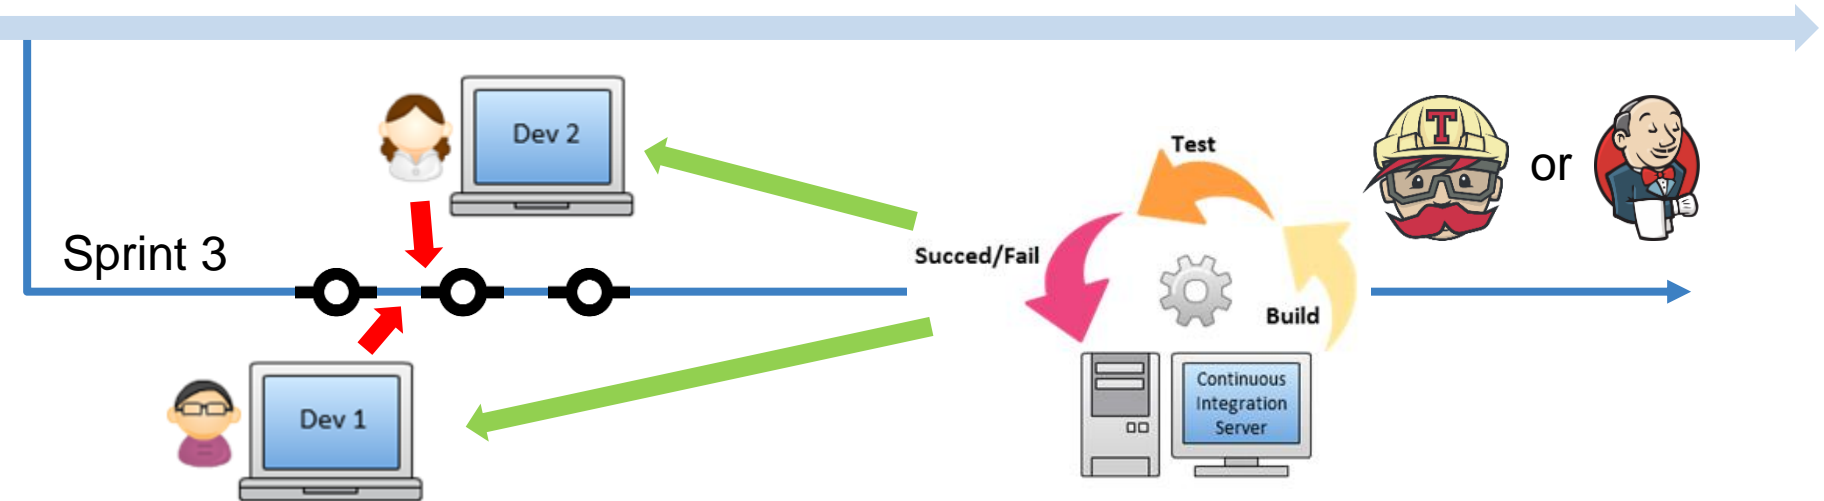 Dev 2
Test
T
or
Sprint 3
Succed/Fail
Build
Dev 1
Continuous
Integration
Server